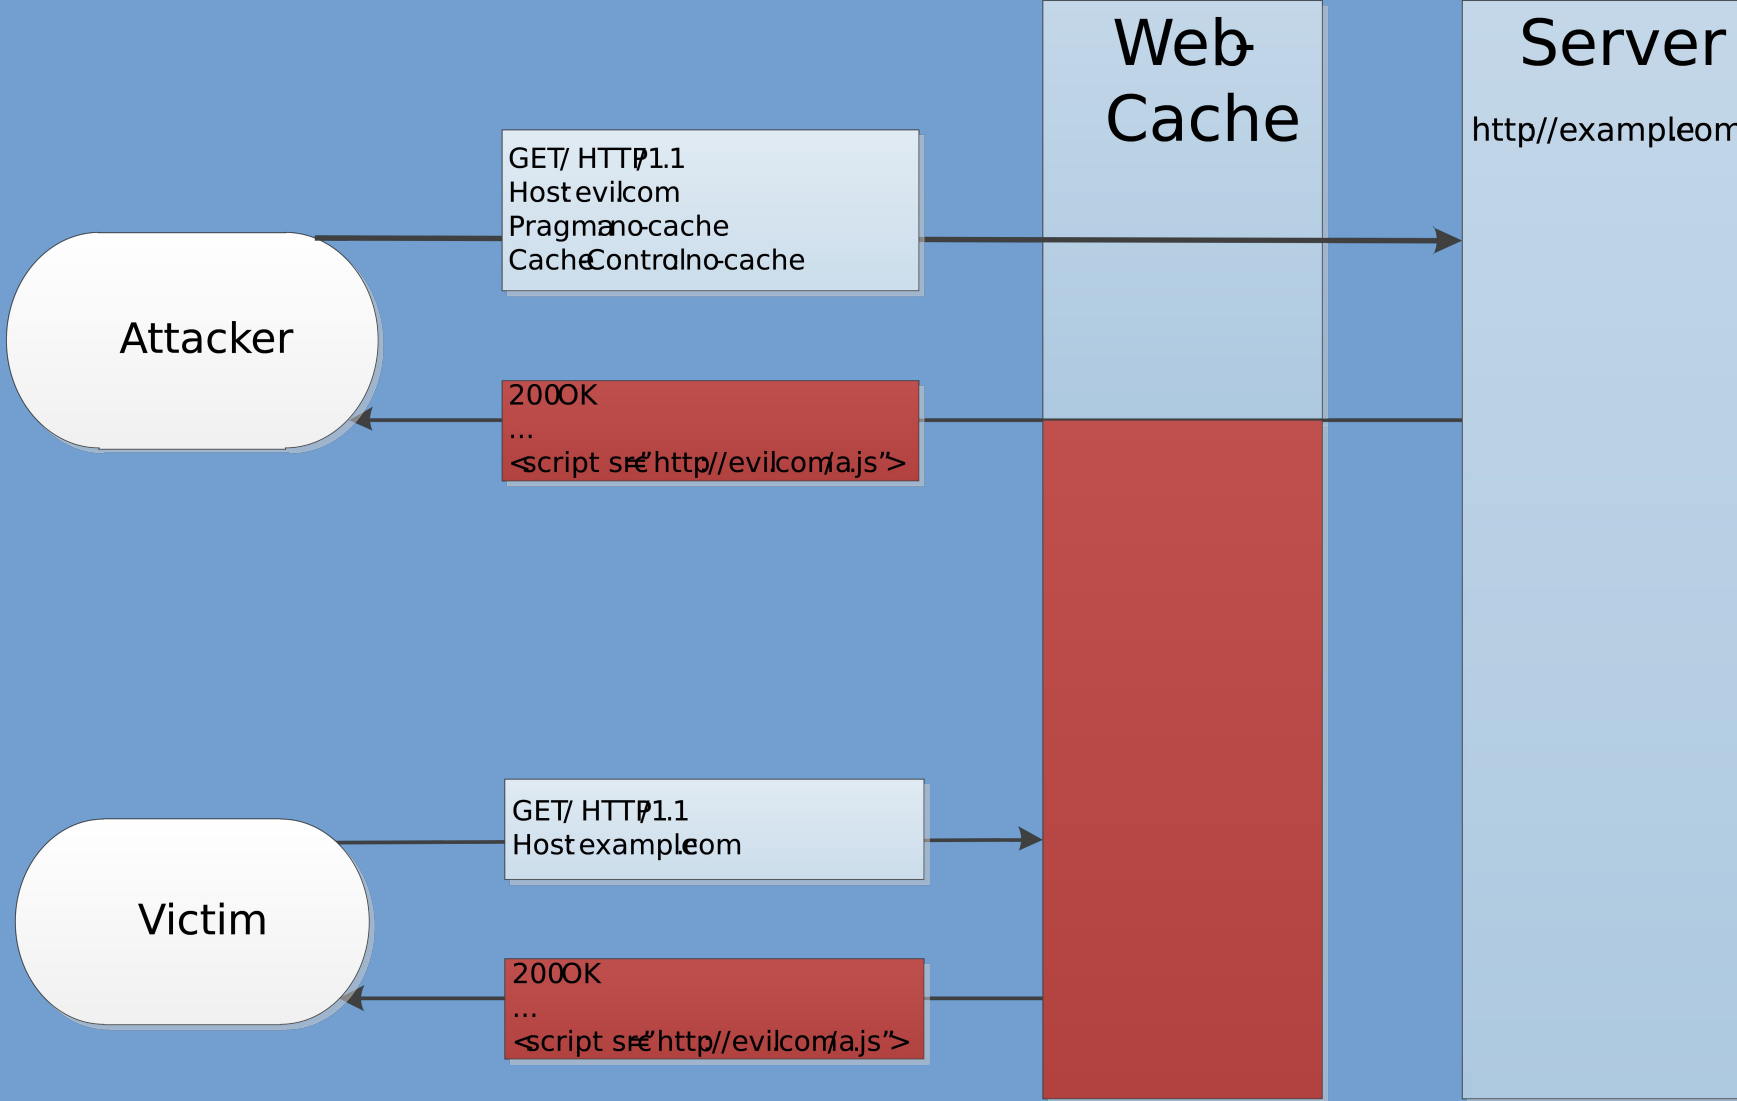 Web-
Cache
Server
http://example.com
GET / HTTP/1.1
Host: evil.com
Pragma: no-cache
Cache-Control: no-cache
Attacker
200 OK
...
<script src="http://evil.com/a.js">
GET / HTTP/1.1
Host: example.com
Victim
200 OK
...
<script src="http://evil.com/a.js">